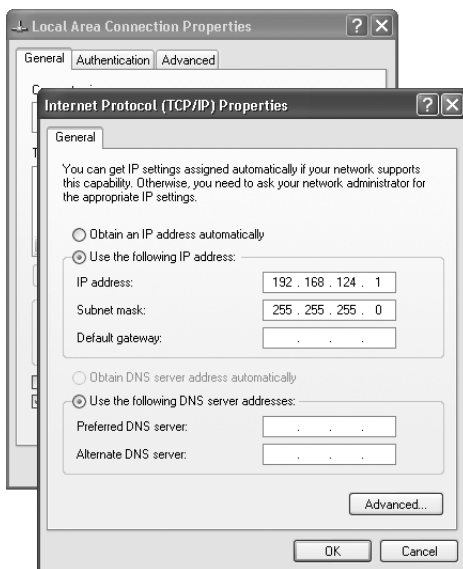 Local Area Connection Properties
General Authentication Advanced
Internet Protocol (TCP/IP) Properties
General
You can get IP settings assigned automatically if your network supports
this capability. Otherwise, you need to ask your network administrator for
the appropriate IP settings.
Obtain an IP address automatically
Use the following IP address:
IP address: 192 . 168 . 124 . 1
Subnet mask: 255 . 255 . 255 . 0
Default gateway: . . .
Obtain DNS server address automatically
Use the following DNS server addresses:
Preferred DNS server: . . .
Alternate DNS server: . . .
Advanced...
OK Cancel